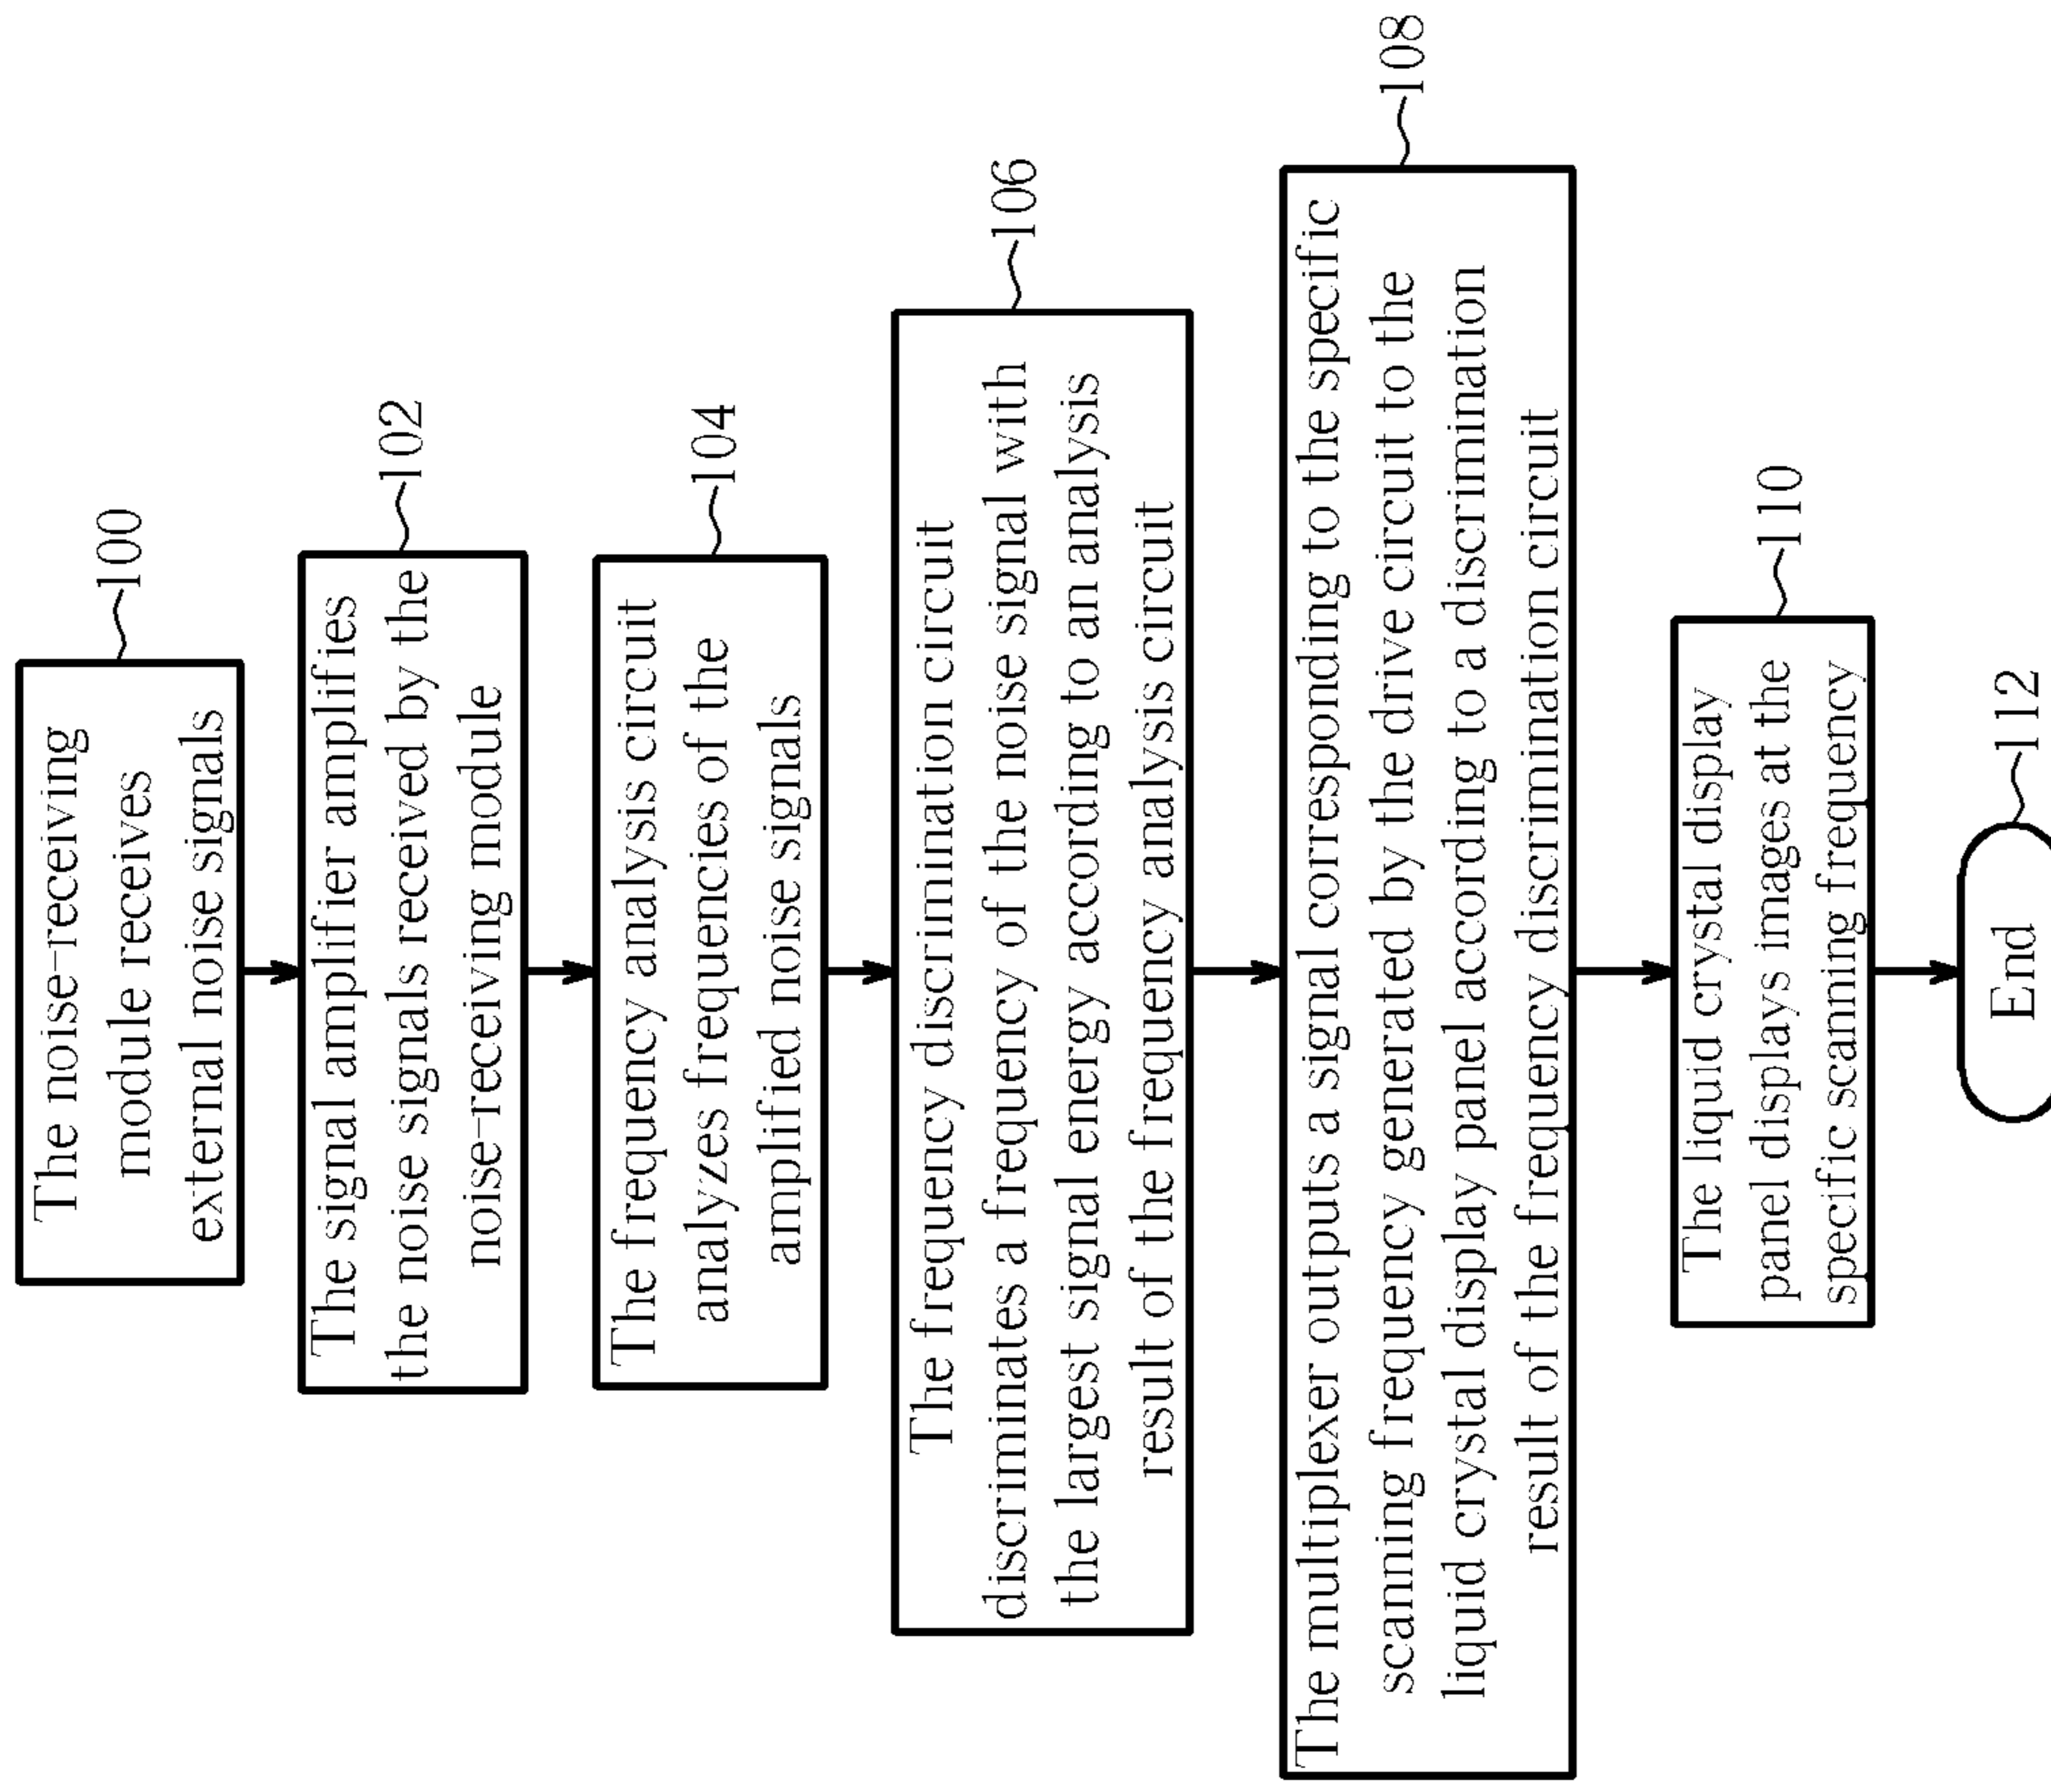 The noise-receiving
module receives
external noise signals
100
The signal amplifier amplifies
the noise signals received by the
noise-receiving module
102
The frequency analysis circuit
analyzes frequencies of the
amplified noise signals
104
The frequency discrimination circuit
discriminates a frequency of the noise signal with
the largest signal energy according to an analysis
result of the frequency analysis circuit
106
The multiplexer outputs a signal corresponding to the specific
scanning frequency generated by the drive circuit to the
liquid crystal display panel according to a discrimination
result of the frequency discrimination circuit
108
The liquid crystal display
panel displays images at the
specific scanning frequency
110
End
112